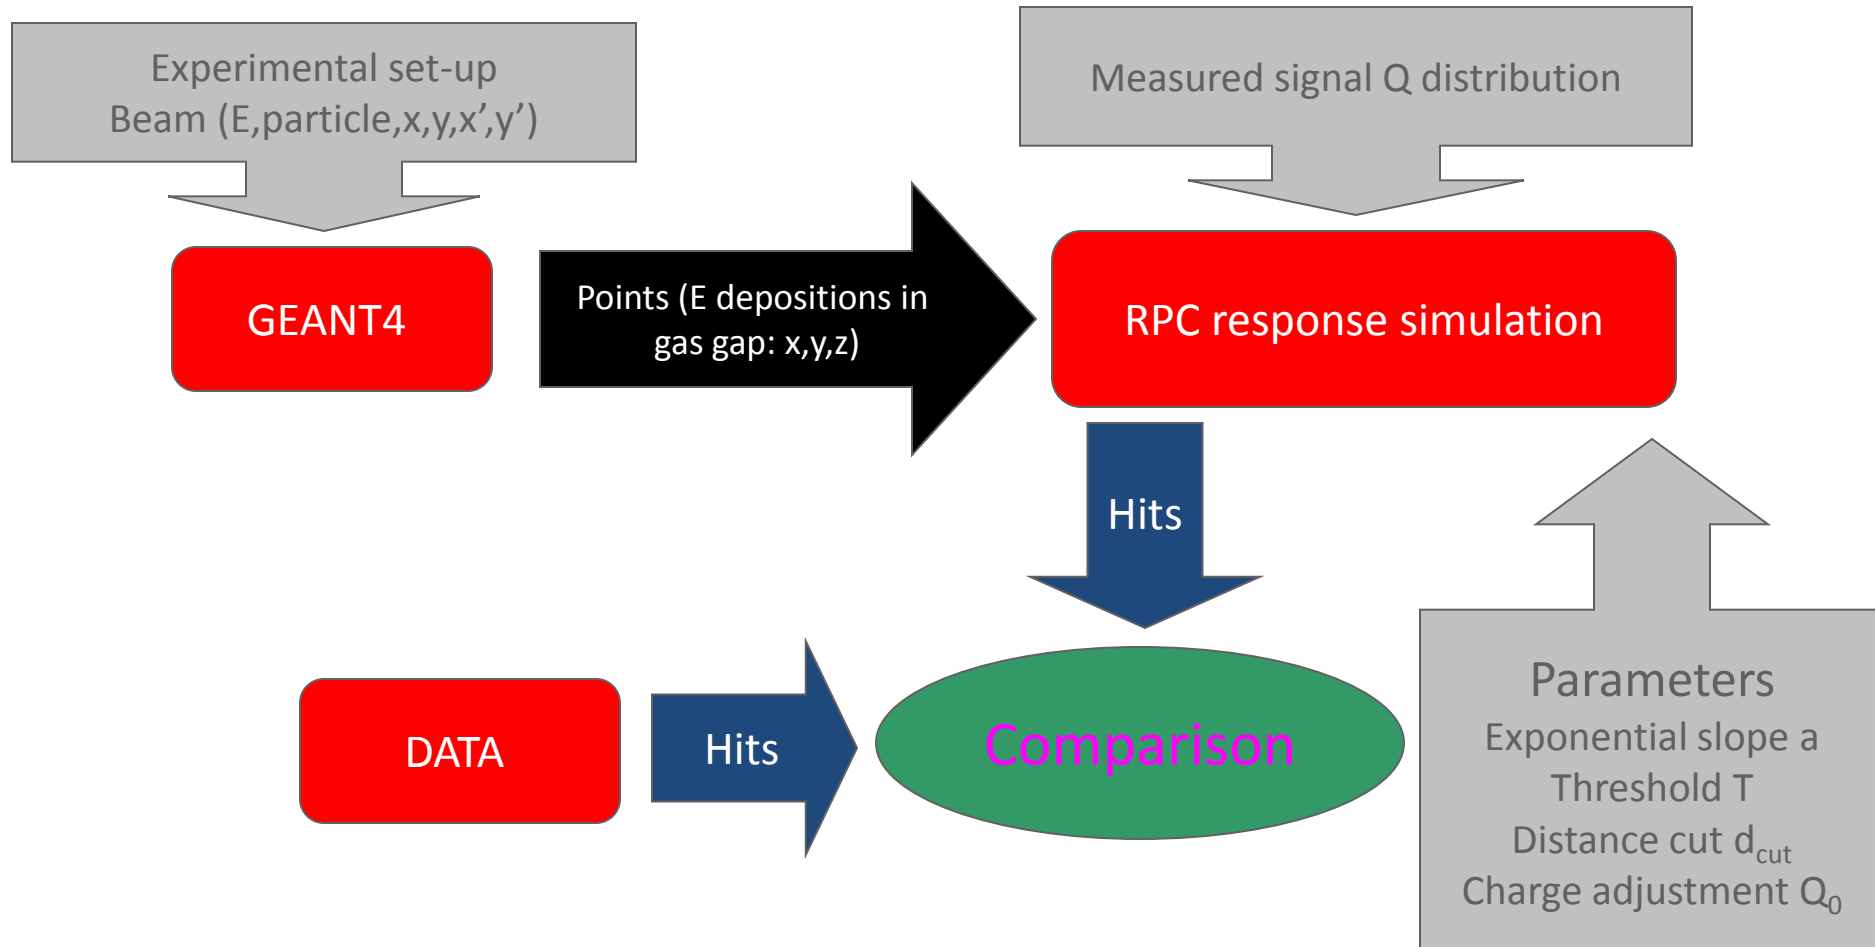 Experimental set-up
Beam (E,particle,x,y,x’,y’)
Measured signal Q distribution
GEANT4
Points (E depositions in
gas gap: x,y,z)
RPC response simulation
Hits
DATA
Hits
Comparison
Parameters
Exponential slope a
Threshold T
Distance cut dcut
Charge adjustment Q0